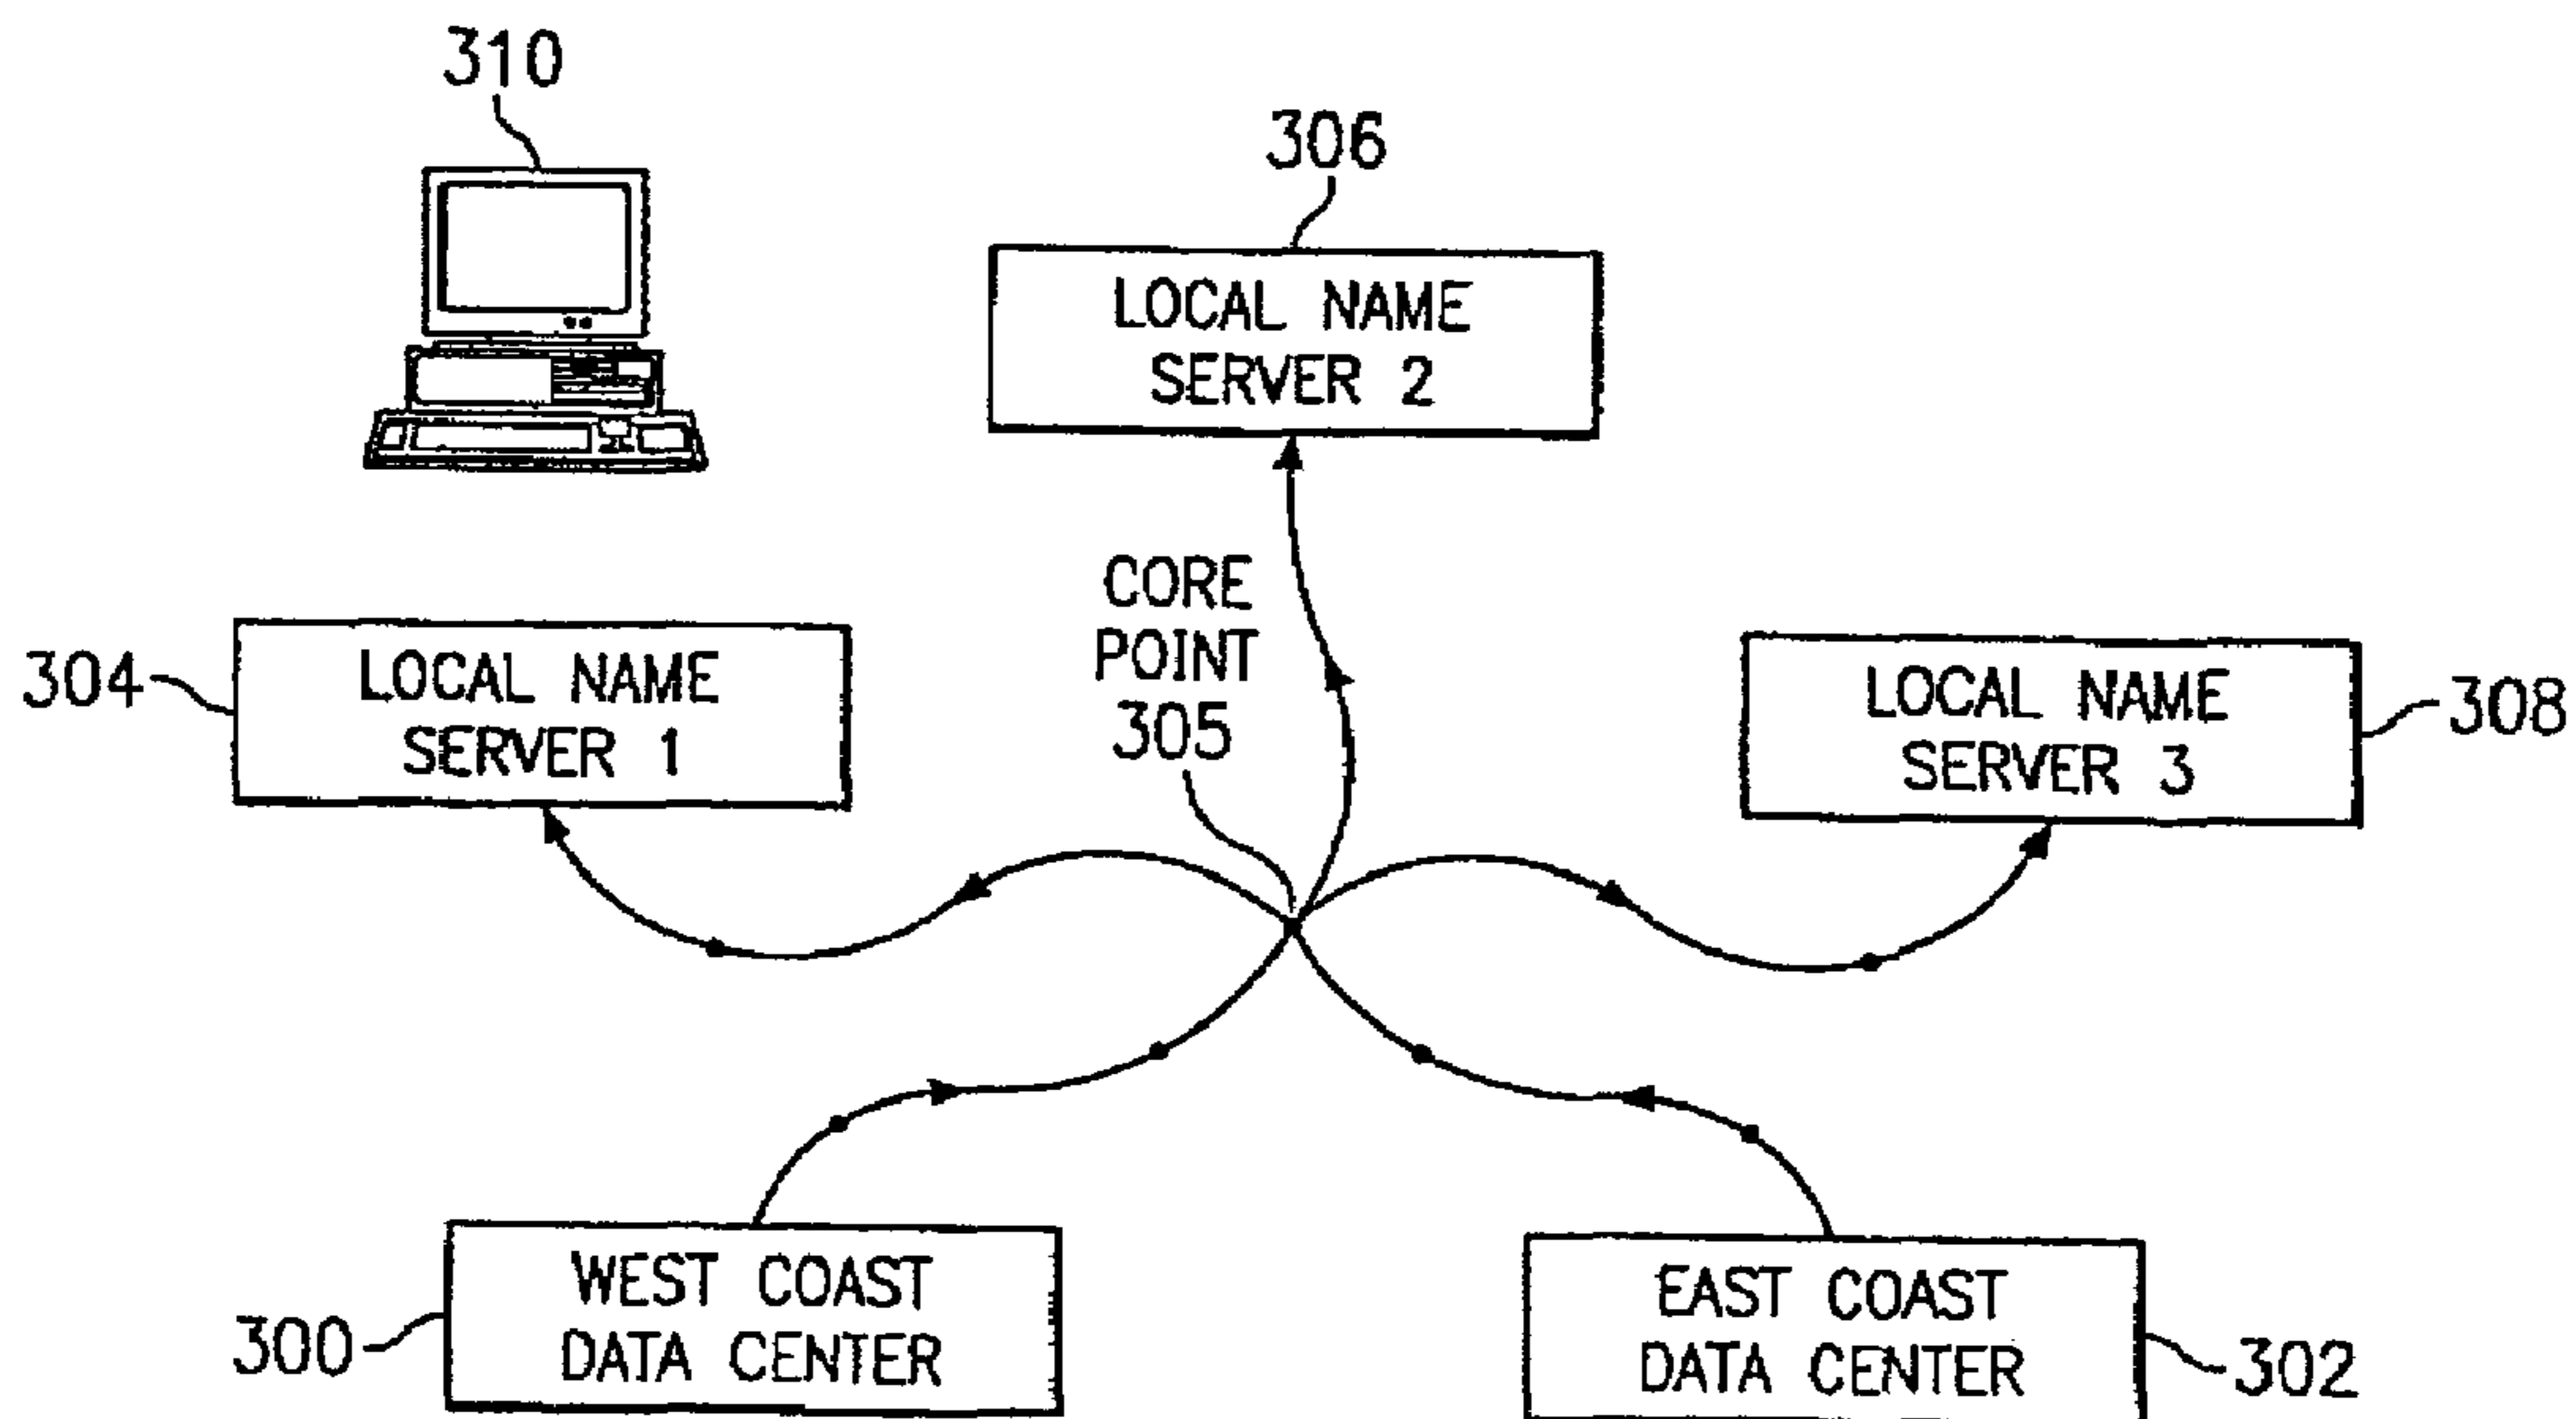 310
306
LOCAL NAME
SERVER 2
CORE
POINT
305
304
LOCAL NAME
SERVER 1
LOCAL NAME
SERVER 3
308
300
WEST COAST
DATA CENTER
EAST COAST
DATA CENTER
302